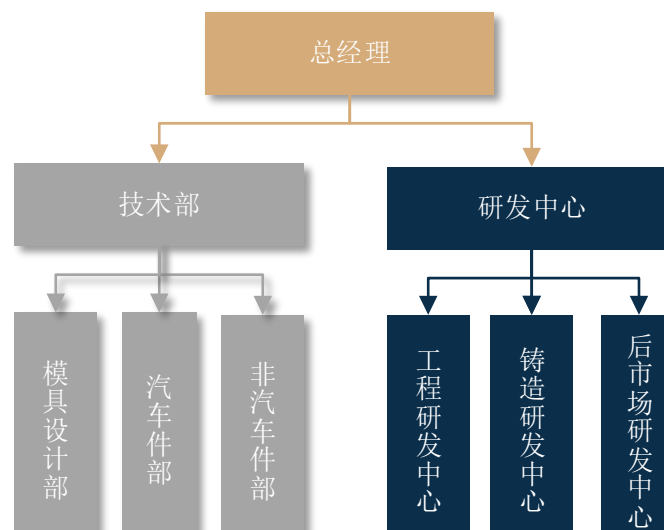 总经理
技术部
研发中心
模具设计部
汽车件部
非汽车件部
工程研发中心
铸造研发中心
后市场研发中心